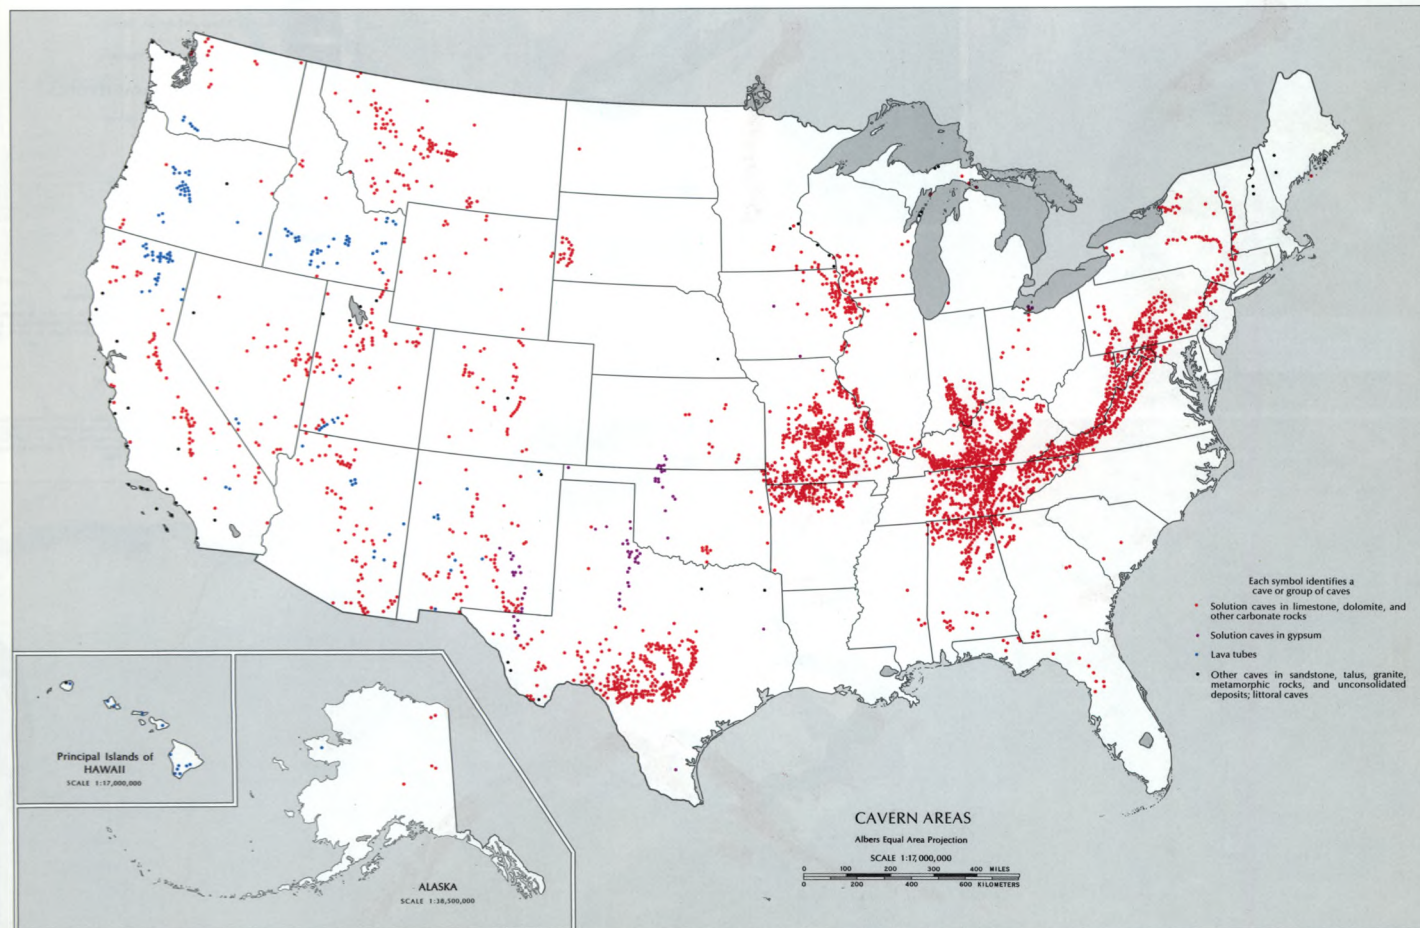 Each symbol identifies a
cave or group of caves
Solution caves in limestone, dolomite, and
other carbonate rocks
Solution caves in gypsum
Lava tubes
Other caves in sandstone, talus, granite,
metamorphic rocks, and unconsolidated
deposits; littoral caves
Principal Islands of
HAWAII
SCALE 1:17,000,000
CAVERN AREAS
Albers Equal Area Projection
SCALE 1:17,000,000
0 100 200 300 400 MILES
0 200 400 600 KILOMETERS
ALASKA
SCALE 1:38,500,000